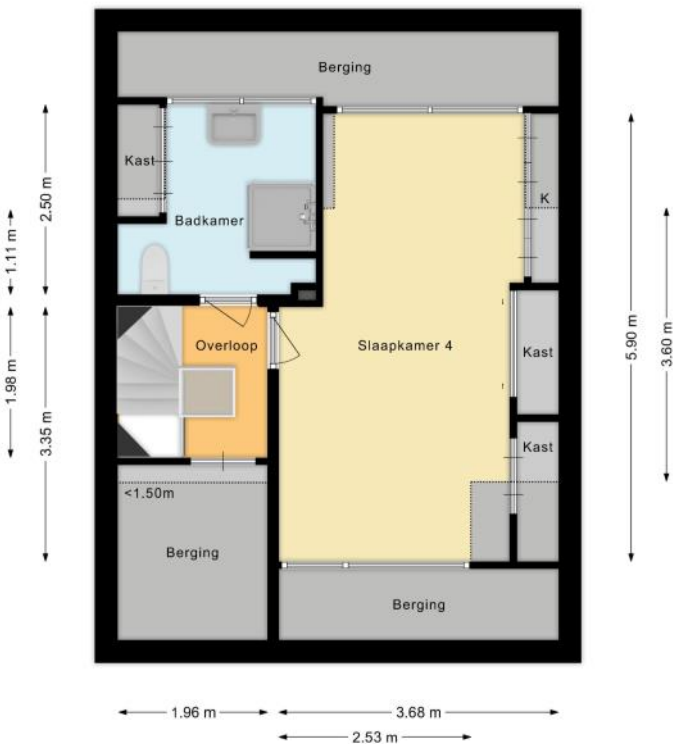 Berging
Kast
Badkamer
K
2.50 m
1.11 m
Overloop
Slaapkamer 4
Kast
5.90 m
3.60 m
1.98 m
3.35 m
Kast
<1.50m
Berging
Berging
1.96 m
3.68 m
2.53 m